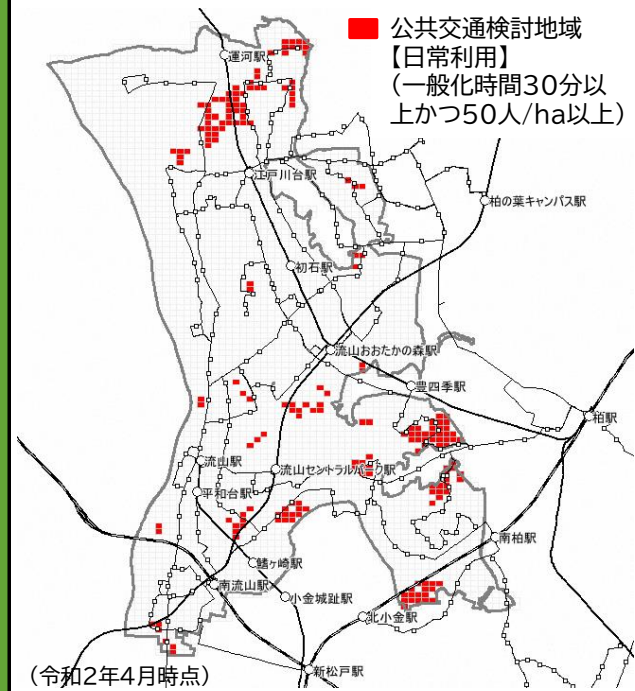 公共交通検討地域
【日常利用】
(一般化時間30分以
上かつ50人/ha以上)
運河駅
江戸川台駅
柏の葉キャンパス駅
初石駅
流山おおたかの森駅
豊四季駅
柏駅
流山駅
流山セントラルパーク駅
平和台駅
南柏駅
鰭ヶ崎駅
南流山駅
小金城趾駅
北小金駅
新松戸駅
(令和2年4月時点)